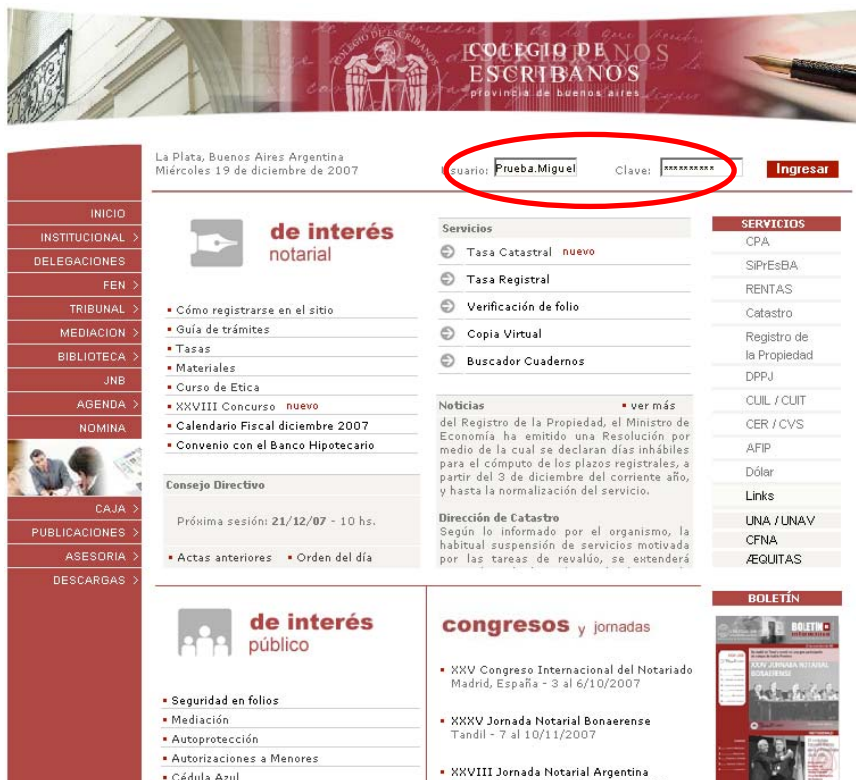 COLEGIO DE
ESCRIBANOS
provincia de buenos aires
La Plata, Buenos Aires Argentina
Miércoles 19 de diciembre de 2007
Usuario: Prueba.Miguel Clave: ********** Ingresar
INICIO
INSTITUCIONAL >
DELEGACIONES
FEN >
TRIBUNAL >
MEDIACION >
BIBLIOTECA >
JNB
AGENDA >
NOMINA
CAJA >
PUBLICACIONES >
ASESORIA >
DESCARGAS >
de interés
notarial
Cómo registrarse en el sitio
Guía de trámites
Tasas
Materiales
Curso de Etica
XXVIII Concurso nuevo
Calendario Fiscal diciembre 2007
Convenio con el Banco Hipotecario
Consejo Directivo
Próxima sesión: 21/12/07 - 10 hs.
Actas anteriores Orden del día
Servicios
Tasa Catastral nuevo
Tasa Registral
Verificación de folio
Copia Virtual
Buscador Cuadernos
Noticias ver más
del Registro de la Propiedad, el Ministro de
Economía ha emitido una Resolución por
medio de la cual se declaran días inhábiles
para el cómputo de los plazos registrales, a
partir del 3 de diciembre del corriente año,
y hasta la normalización del servicio.
Dirección de Catastro
Según lo informado por el organismo, la
habitual suspensión de servicios motivada
por las tareas de revalúo, se extenderá
SERVICIOS
CPA
SiPrEsBA
RENTAS
Catastro
Registro de
la Propiedad
DPPJ
CUIL / CUIT
CER / CVS
AFIP
Dólar
Links
UNA / UNAV
CFNA
ÆQUITAS
BOLETÍN
BOLETIN
XXXV JORNADA NOTARIAL
BONAERENSE
de interés
público
Seguridad en folios
Mediación
Autoprotección
Autorizaciones a Menores
Cédula Azul
congresos y jornadas
XXV Congreso Internacional del Notariado
Madrid, España - 3 al 6/10/2007
XXXV Jornada Notarial Bonaerense
Tandil - 7 al 10/11/2007
XXVIII Jornada Notarial Argentina